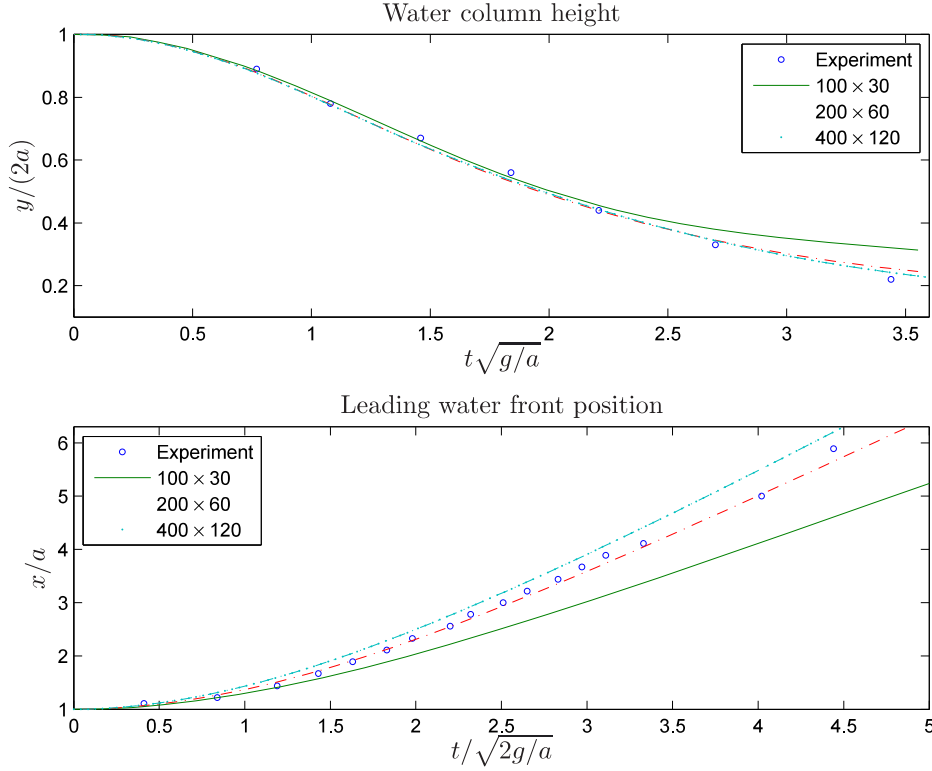 Water column height
1
0.8
0.6
0.4
0.2
y/(2a)
Experiment
100 × 30
200 × 60
400 × 120
0 0.5 1 1.5 2 2.5 3 3.5
t√g/a
Leading water front position
6
5
4
3
2
1
x/a
Experiment
100 × 30
200 × 60
400 × 120
0 0.5 1 1.5 2 2.5 3 3.5 4 4.5 5
t/√2g/a